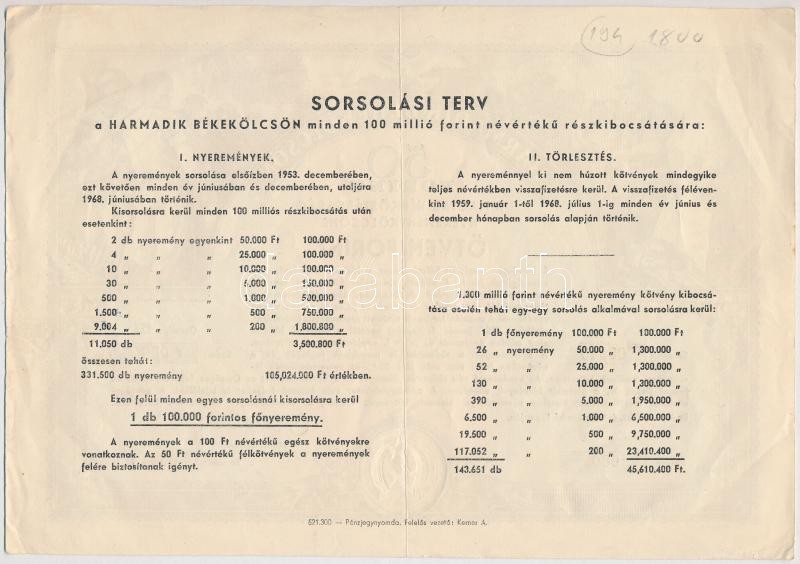 194 1800
SORSOLÁSI TERV
a HARMADIK BÉKEKÖLCSÖN minden 100 millió forint névértékű részkibocsátására:
I. NYEREMÉNYEK.
A nyeremények sorsolása elsőízben 1953. decemberében,
ezt követően minden év júniusában és decemberében, utoljára
1968. júniusában történik.
Kisorsolásra kerül minden 100 milliós részkibocsátás után
esetenkint:
2 db nyeremény egyenkint 50.000 Ft 100.000 Ft
4 „ „ „ 25.000 „ 100.000 „
10 „ „ „ 10.000 „ 100.000 „
30 „ „ „ 5.000 „ 150.000 „
500 „ „ „ 1,000 „ 500,000 „
1.500 „ „ „ 500 „ 750.000 „
9.004 „ „ „ 200 „ 1,800.800 „
11.050 db 3,500.800 Ft
összesen tehát:
331.500 db nyeremény 105,024.000 Ft értékben.
Ezen felül minden egyes sorsolásnál kisorsolásra kerül
1 db 100.000 forintos főnyeremény.
A nyeremények a 100 Ft névértékű egész kötvényekre
vonatkoznak. Az 50 Ft névértékű félkötvények a nyeremények
felére biztosítanak igényt.
II. TÖRLESZTÉS.
A nyereménnyel ki nem húzott kötvények mindegyike
teljes névértékben visszafizetésre kerül. A visszafizetés féléven-
kint 1959. január 1-től 1968. július 1-ig minden év június és
december hónapban sorsolás alapján történik.
1.300 millió forint névértékű nyeremény kötvény kibocsá-
tása esetén tehát egy-egy sorsolás alkalmával sorsolásra kerül:
1 db főnyeremény 100,000 Ft 100.000 Ft
26 „ nyeremény 50.000 „ 1,300.000 „
52 „ „ 25.000 „ 1,300.000 „
130 „ „ 10.000 „ 1,300.000 „
390 „ „ 5.000 „ 1,950.000 „
6.500 „ „ 1,000 „ 6,500.000 „
19.500 „ „ 500 „ 9,750.000 „
117.052 „ „ 200 „ 23,410.400 „
143.651 db 45,610.400 Ft.
darabanth
521.300 — Pénzjegynyomda. Felelős vezető: Kemor A.